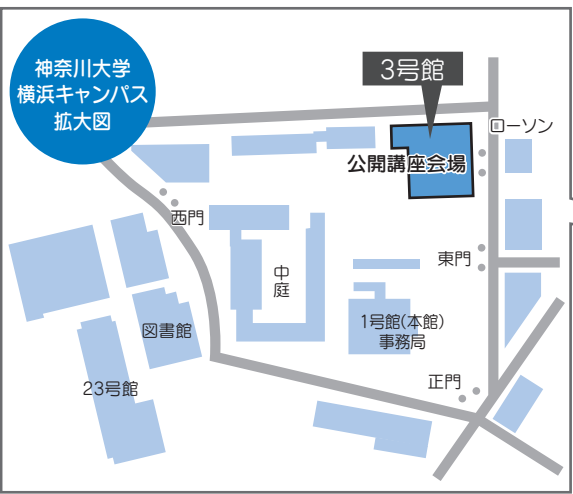 神奈川大学
横浜キャンパス
拡大図
3号館
ローソン
公開講座会場
西門
中庭
東門
図書館
1号館(本館)
事務局
23号館
正門